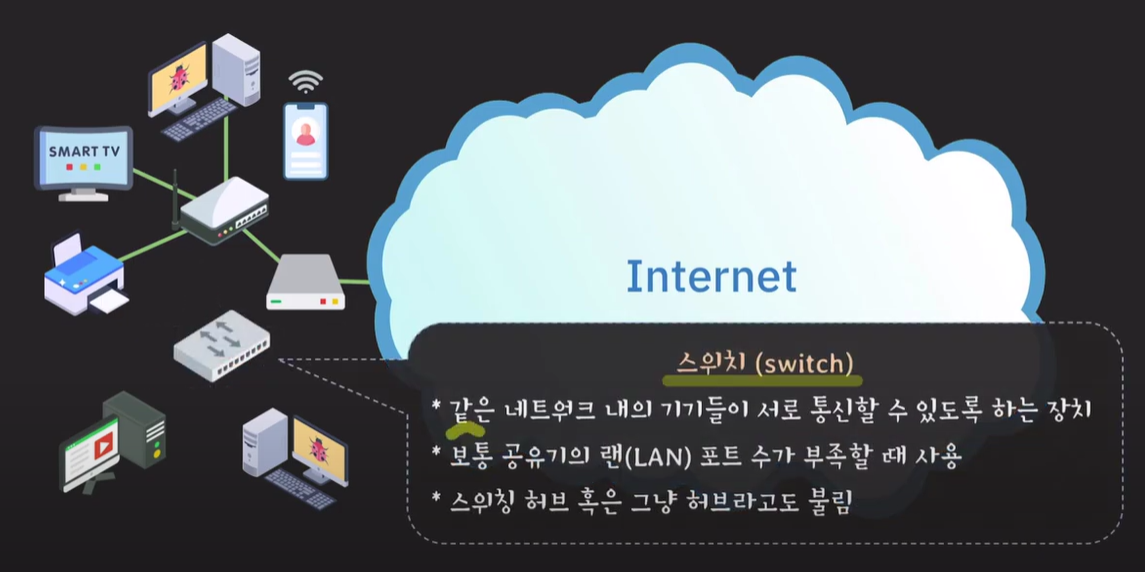 SMART TV
Internet
스위치 (switch)
* 같은 네트워크 내의 기기들이 서로 통신할 수 있도록 하는 장치
* 보통 공유기의 랜(LAN) 포트 수가 부족할 때 사용
* 스위칭 허브 혹은 그냥 허브라고도 불림